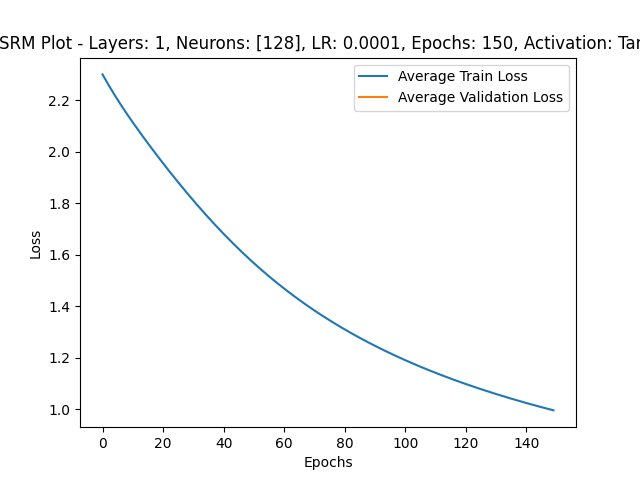 SRM Plot - Layers: 1, Neurons: [128], LR: 0.0001, Epochs: 150, Activation: Tan
Average Train Loss
Average Validation Loss
2.2
2.0
1.8
1.6
1.4
1.2
1.0
Loss
0 20 40 60 80 100 120 140
Epochs